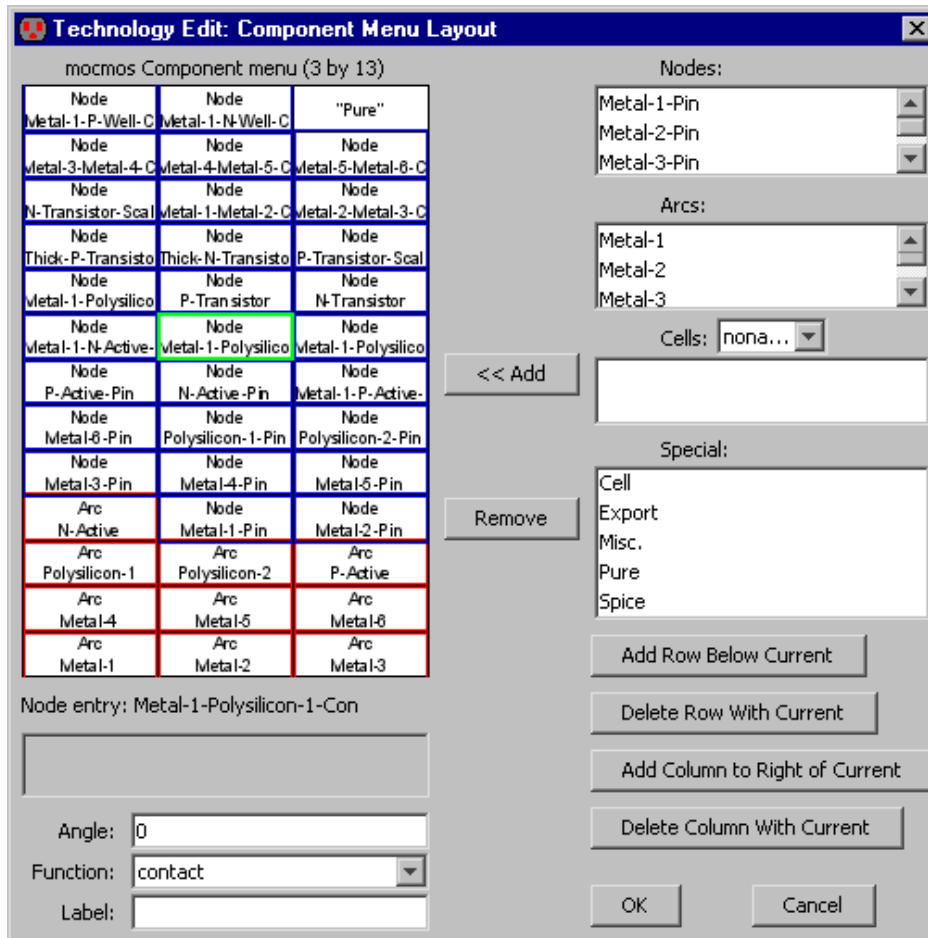 Technology Edit: Component Menu Layout
mocmos Component menu (3 by 13)
Node Node "Pure"
Metal-1-P-Well-C Metal-1-N-Well-C
Node Node Node
Metal-3-Metal-4-C Metal-4-Metal-5-C Metal-5-Metal-6-C
Node Node Node
N-Transistor-Scal Metal-1-Metal-2-C Metal-2-Metal-3-C
Node Node Node
Thick-P-Transisto Thick-N-Transisto P-Transistor-Scal
Node Node Node
Metal-1-Polysilico P-Transistor N-Transistor
Node Node Node
Metal-1-N-Active- Metal-1-Polysilico Metal-1-Polysilico
Node Node Node
P-Active-Pin N-Active-Pin Metal-1-P-Active-
Node Node Node
Metal-6-Pin Polysilicon-1-Pin Polysilicon-2-Pin
Node Node Node
Metal-3-Pin Metal-4-Pin Metal-5-Pin
Arc Node Node
N-Active Metal-1-Pin Metal-2-Pin
Arc Arc Arc
Polysilicon-1 Polysilicon-2 P-Active
Arc Arc Arc
Metal-4 Metal-5 Metal-6
Arc Arc Arc
Metal-1 Metal-2 Metal-3
Node entry: Metal-1-Polysilicon-1-Con
Angle: 0
Function: contact
Label:
<< Add
Remove
Nodes:
Metal-1-Pin
Metal-2-Pin
Metal-3-Pin
Arcs:
Metal-1
Metal-2
Metal-3
Cells: nona...
Special:
Cell
Export
Misc.
Pure
Spice
Add Row Below Current
Delete Row With Current
Add Column to Right of Current
Delete Column With Current
OK Cancel